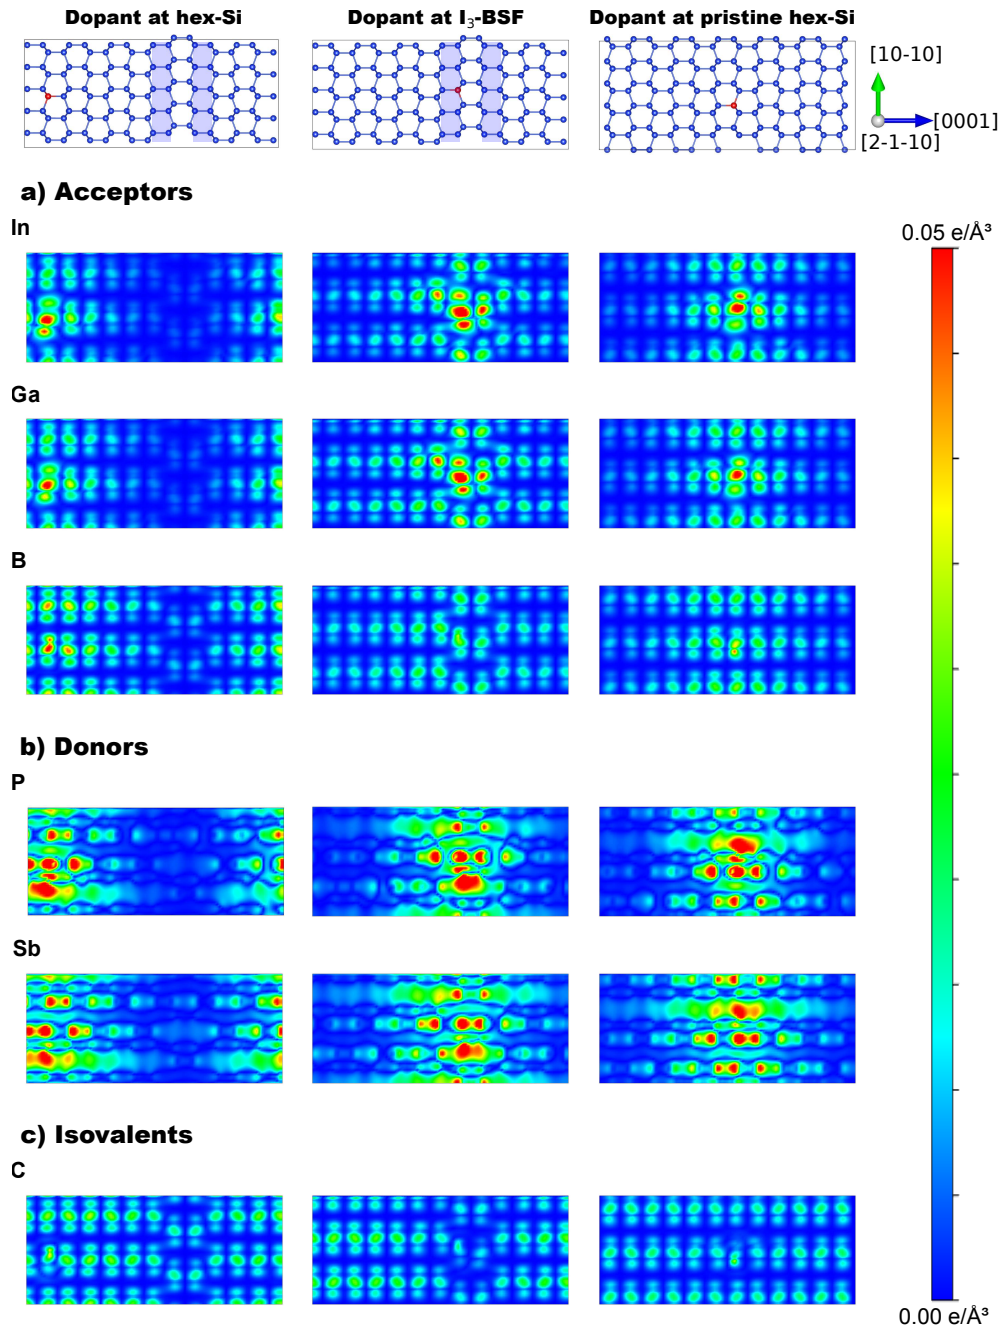 Dopant at hex-Si
Dopant at I₃-BSF
Dopant at pristine hex-Si
[10-10]
[0001]
[2-1-10]
a) Acceptors
In
0.05 e/Å³
Ga
B
b) Donors
P
Sb
c) Isovalents
C
0.00 e/Å³